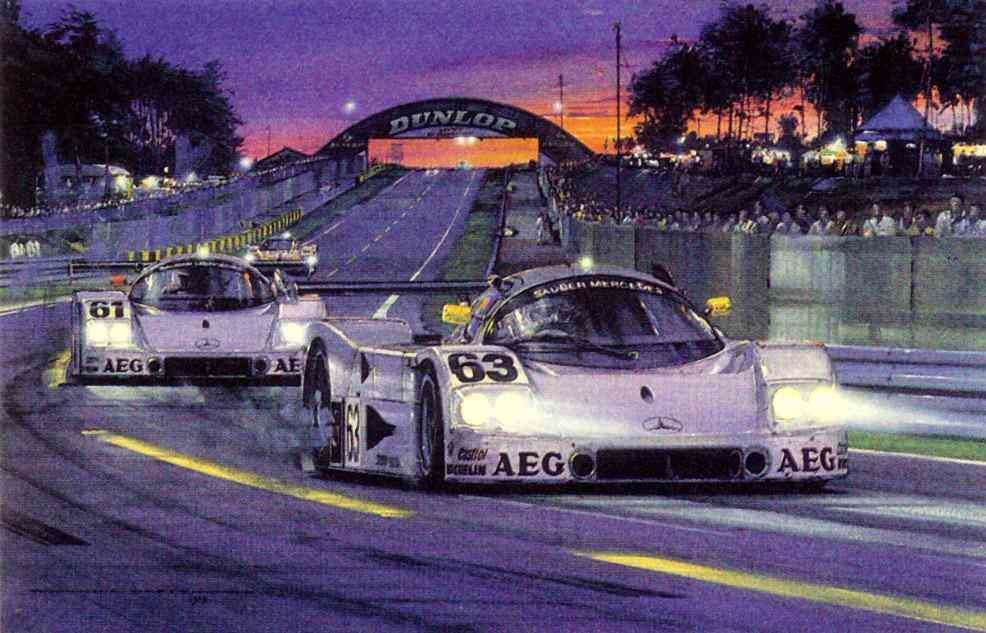 DUNLOP
SAUBER MERCEDES
61
AEG
AE
63
63
Castrol
MICHELIN
AEG
AEG